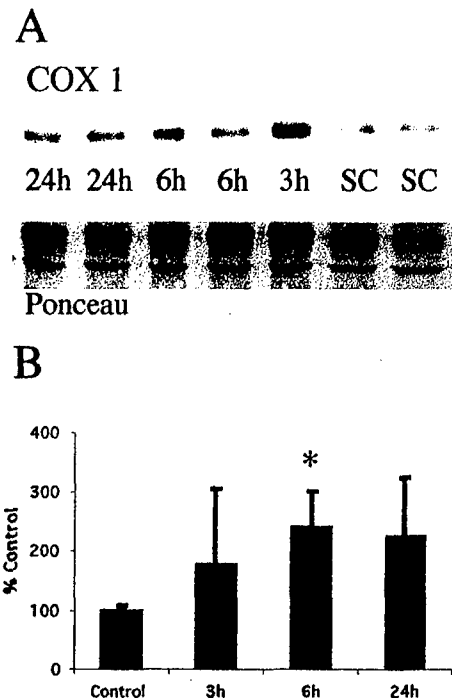 A
COX 1
24h 24h 6h 6h 3h SC SC
Ponceau
B
400
300
200
100
0
% Control
*
Control 3h 6h 24h